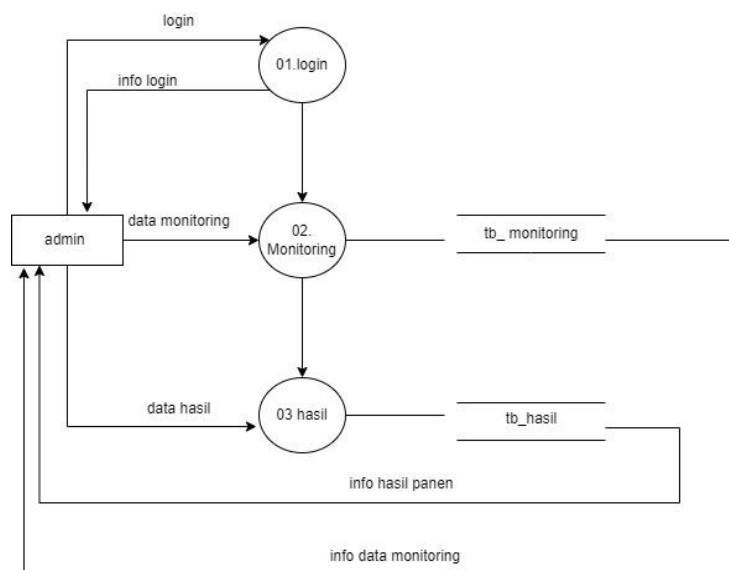 login
01.login
info login
data monitoring
admin
02.
Monitoring
tb_ monitoring
data hasil
03 hasil
tb_hasil
info hasil panen
info data monitoring